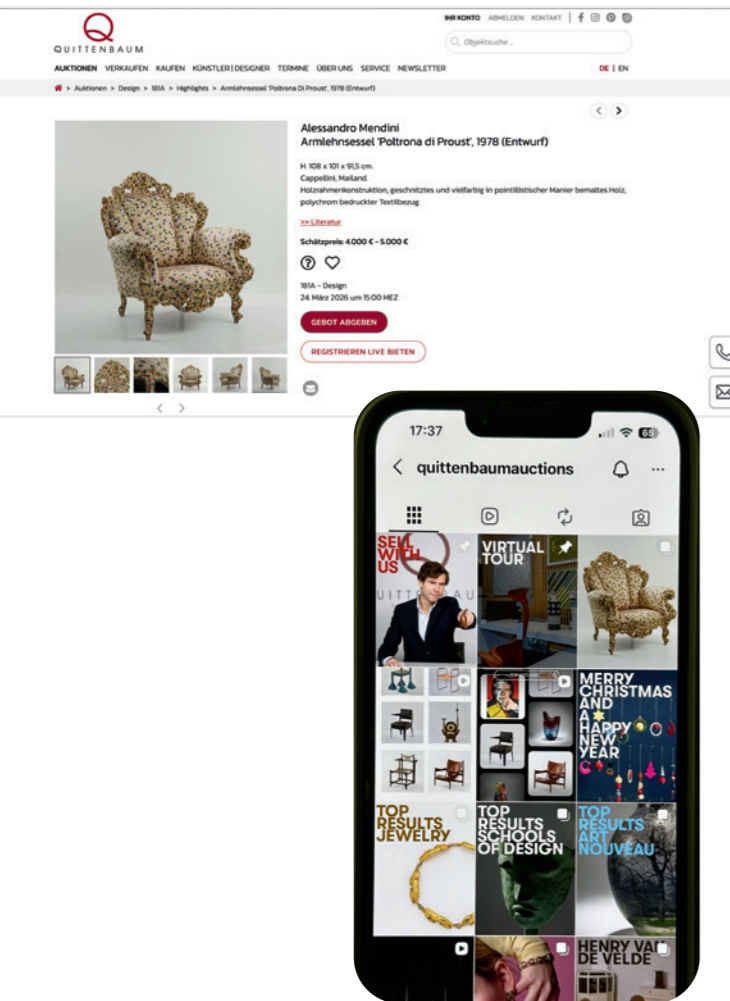 IHR KONTO ABMELDEN KONTAKT
QUITTENBAUM
Objektsuche ...
AUKTIONEN VERKAUFEN KAUFEN KÜNSTLER|DESIGNER TERMINE ÜBER UNS SERVICE NEWSLETTER
DE | EN
> Auktionen > Design > 181A > Highlights > Armlehnsessel 'Poltrona Di Proust', 1978 (Entwurf)
Alessandro Mendini
Armlehnsessel 'Poltrona di Proust', 1978 (Entwurf)
H. 108 x 101 x 91,5 cm.
Cappellini, Mailand.
Holzrahmenkonstruktion, geschnitztes und vielfarbig in pointillistischer Manier bemaltes Holz,
polychrom bedruckter Textilbezug.
>> Literatur
Schätzpreis: 4.000 € - 5.000 €
181A – Design
24. März 2026 um 15:00 MEZ
GEBOT ABGEBEN
REGISTRIEREN LIVE BIETEN
17:37
65
quittenbaumauctions
SELL
WITH
US
VIRTUAL
TOUR
MERRY
CHRISTMAS
AND
A
HAPPY
NEW
YEAR
TOP
RESULTS
JEWELRY
TOP
RESULTS
SCHOOLS
OF DESIGN
TOP
RESULTS
ART
NOUVEAU
HENRY VAN
DE VELDE